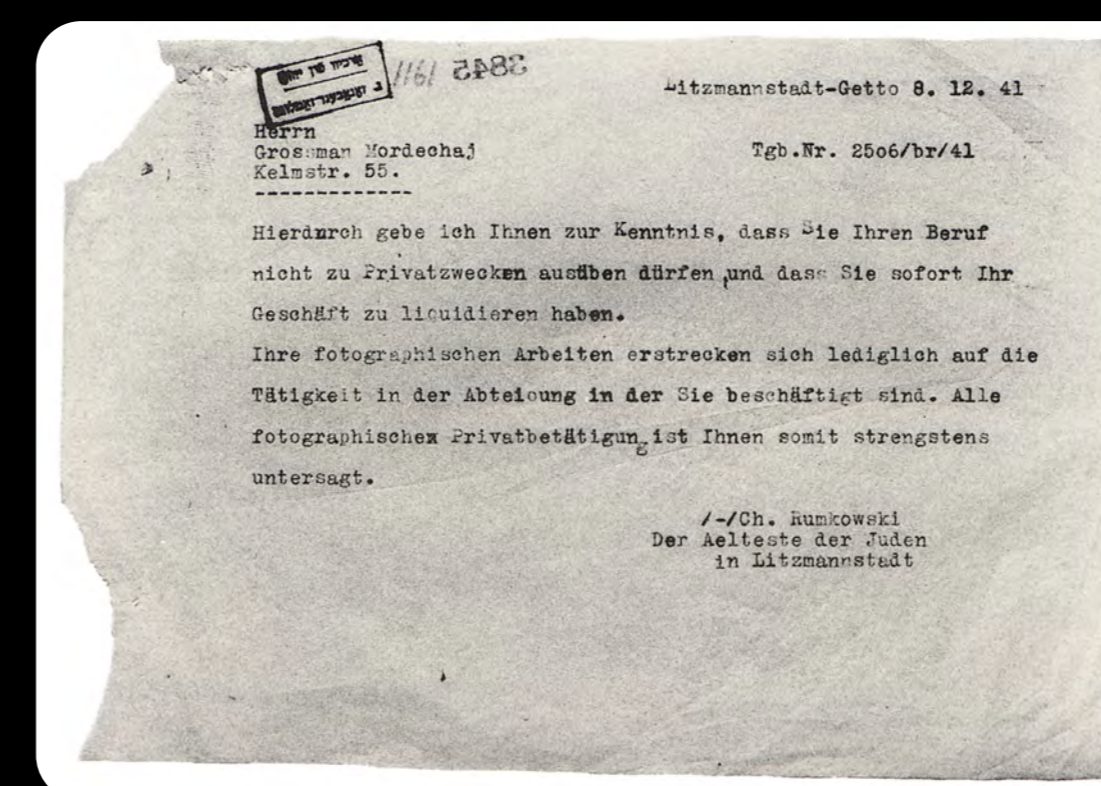 1911 3845
Litzmannstadt-Getto 8. 12. 41
Herrn
Grossman Mordechaj
Kelmstr. 55.
Tgb.Nr. 25o6/br/41
--------------
Hierdurch gebe ich Ihnen zur Kenntnis, dass Sie Ihren Beruf
nicht zu Privatzwecken ausüben dürfen,und dass Sie sofort Ihr
Geschäft zu liquidieren haben.
Ihre fotographischen Arbeiten erstrecken sich lediglich auf die
Tätigkeit in der Abteioung in der Sie beschäftigt sind. Alle
fotographischen Privatbetätigung ist Ihnen somit strengstens
untersagt.
/-/Ch. Rumkowski
Der Aelteste der Juden
in Litzmannstadt